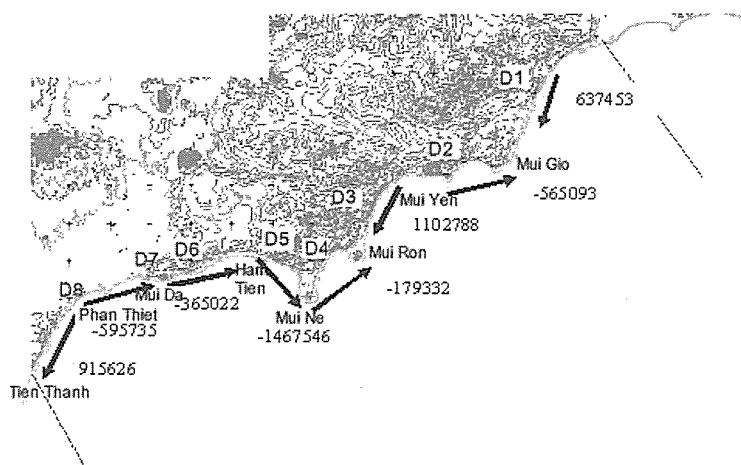 D1
637453
D2
Mui Gio
D3
Mui Yen
-565093
1102788
D5
D4
D6
Mui Ron
D7
Ham
Tien
-179332
D8
Mui Da
-365022
Phan Thiet
-595735
Mui Ne
-1467546
915626
Tien Thanh